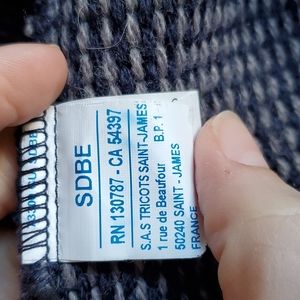 SDBE
RN 130787 - CA 54397
S.A.S TRICOTS SAINT-JAMES
1 rue de Beaufour B.P. 1
50240 SAINT - JAMES
FRANCE